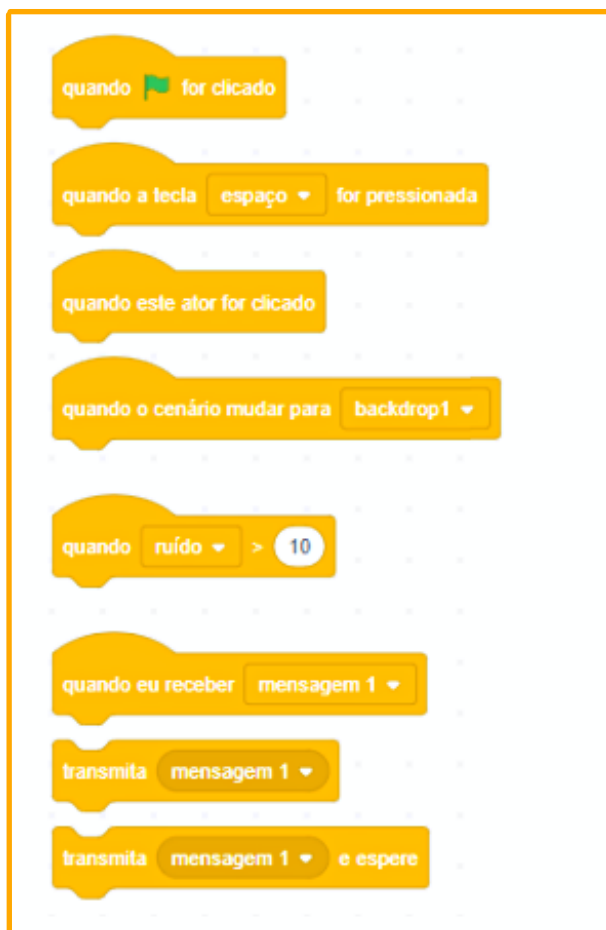 quando for clicado
quando a tecla espaço for pressionada
quando este ator for clicado
quando o cenário mudar para backdrop1
quando ruído > 10
quando eu receber mensagem 1
transmita mensagem 1
transmita mensagem 1 e espere